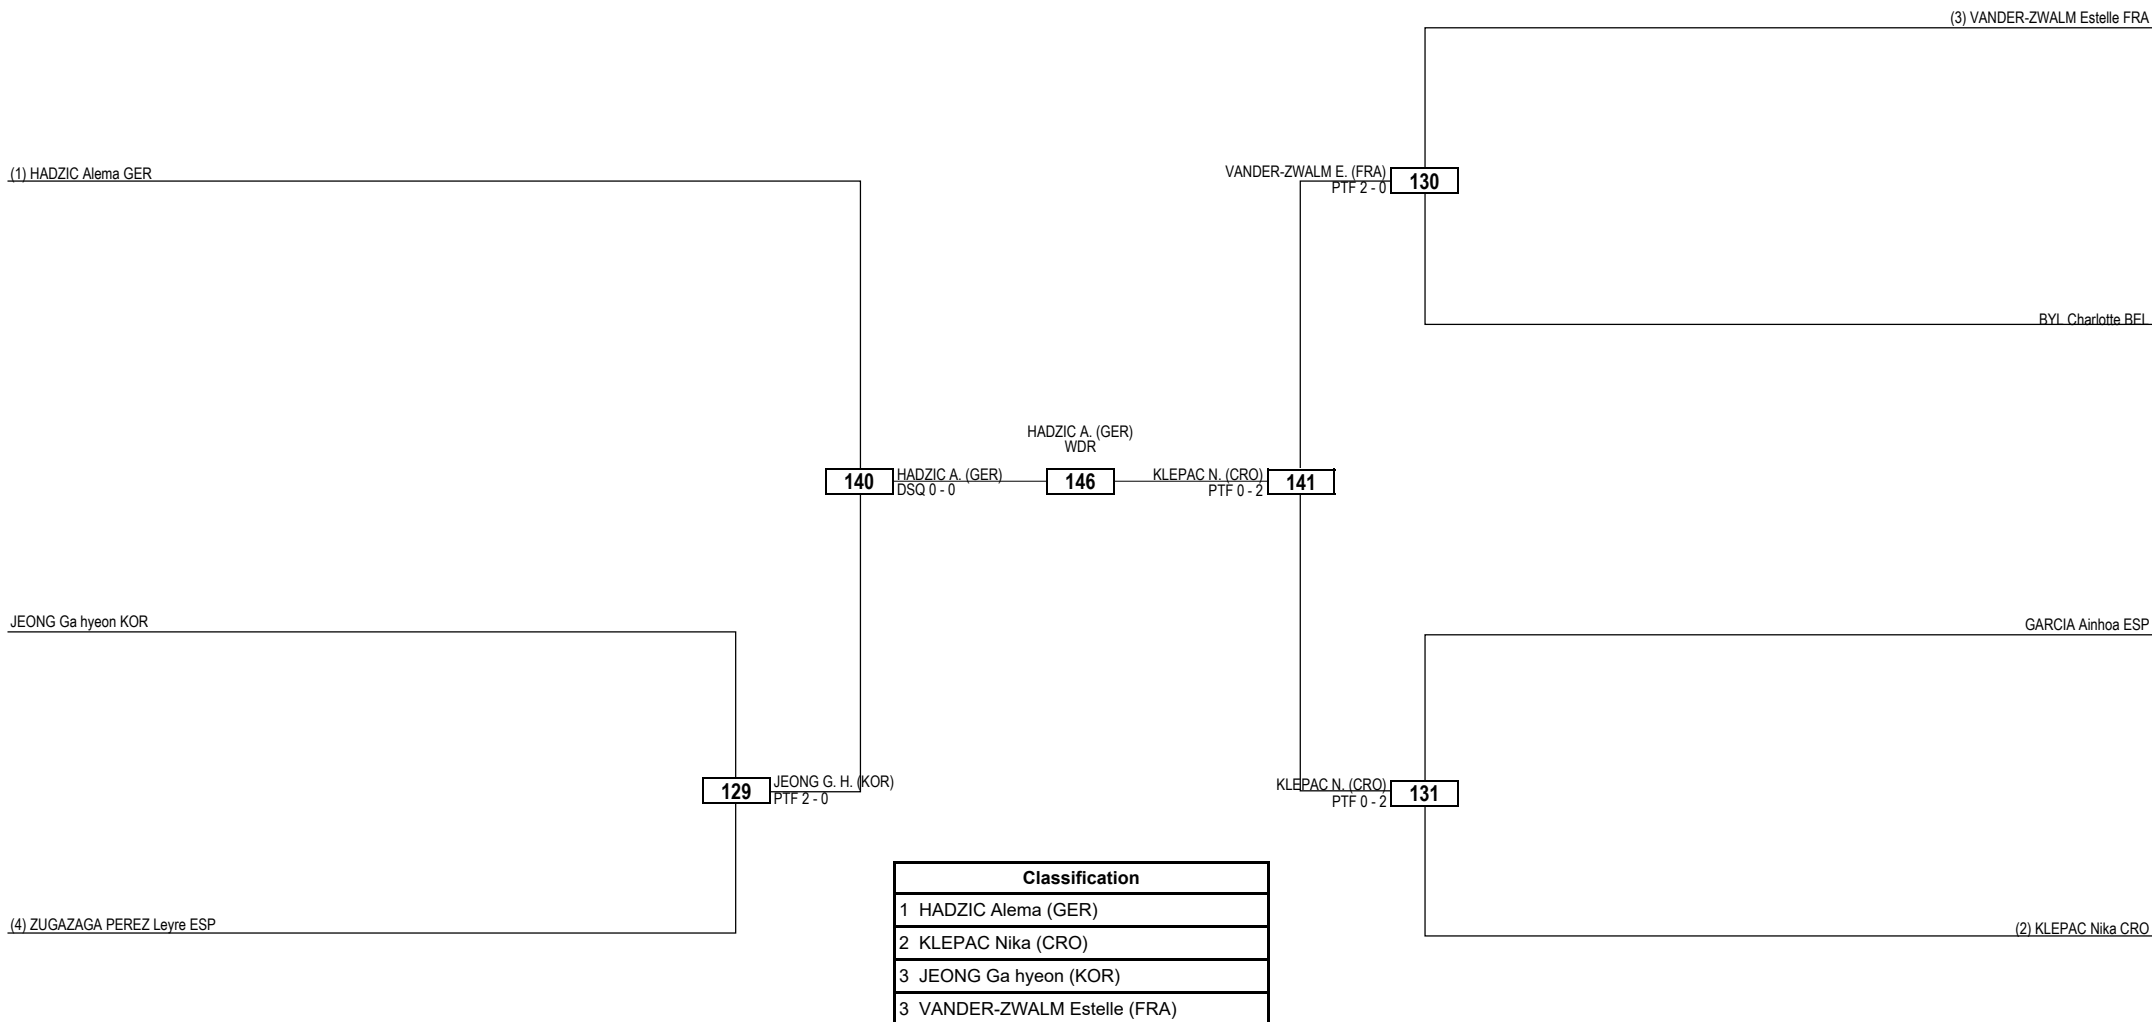 (3) VANDER-ZWALM Estelle FRA
(1) HADZIC Alema GER
VANDER-ZWALM E. (FRA)
PTF 2 - 0
130
BYL Charlotte BEL
HADZIC A. (GER)
WDR
140
HADZIC A. (GER)
DSQ 0 - 0
146
KLEPAC N. (CRO)
PTF 0 - 2
141
JEONG Ga hyeon KOR
GARCIA Ainhoa ESP
129
JEONG G. H. (KOR)
PTF 2 - 0
KLEPAC N. (CRO)
PTF 0 - 2
131
(4) ZUGAZAGA PEREZ Leyre ESP
(2) KLEPAC Nika CRO
Classification
1 HADZIC Alema (GER)
2 KLEPAC Nika (CRO)
3 JEONG Ga hyeon (KOR)
3 VANDER-ZWALM Estelle (FRA)